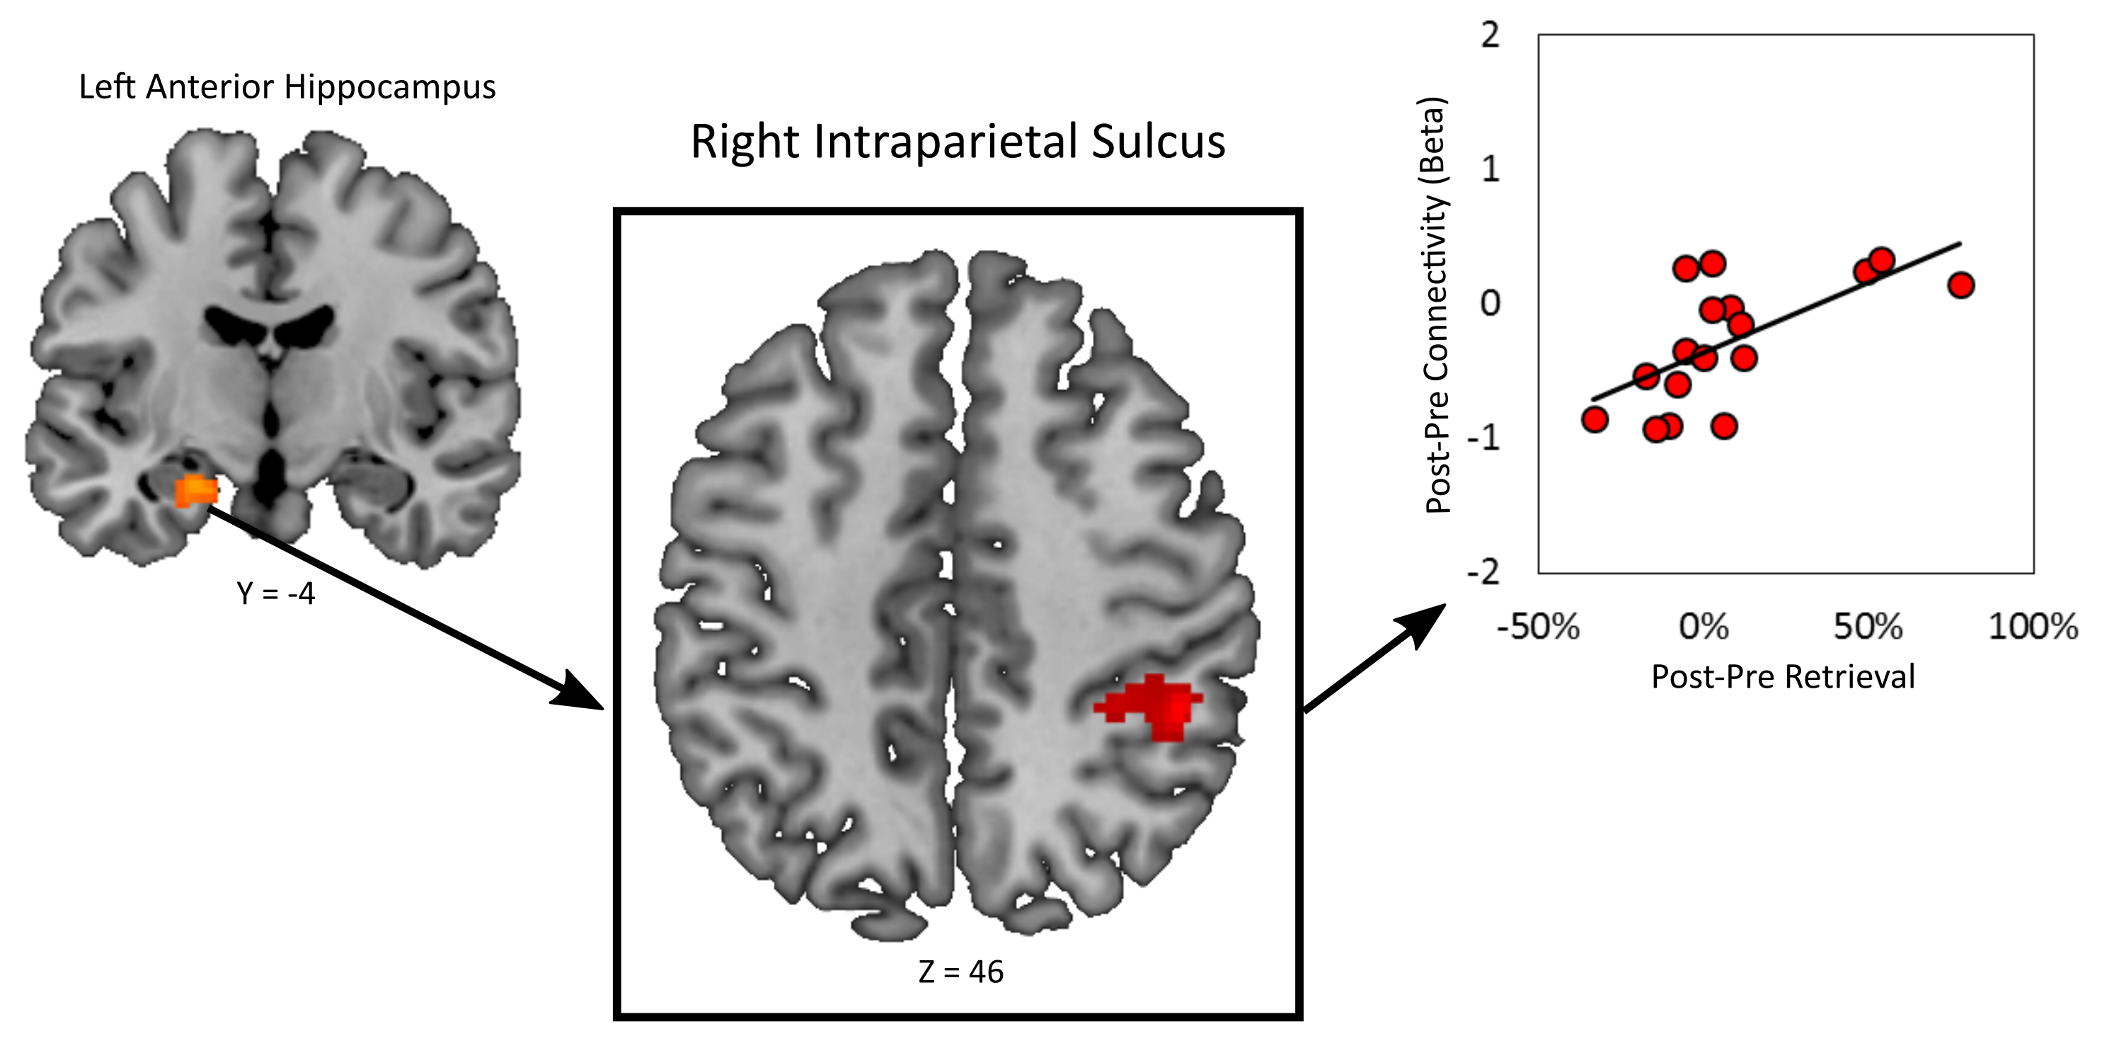 Left Anterior Hippocampus
Y = -4
Right Intraparietal Sulcus
Z = 46
Post-Pre Connectivity (Beta)
2
1
0
-1
-2
-50% 0% 50% 100%
Post-Pre Retrieval